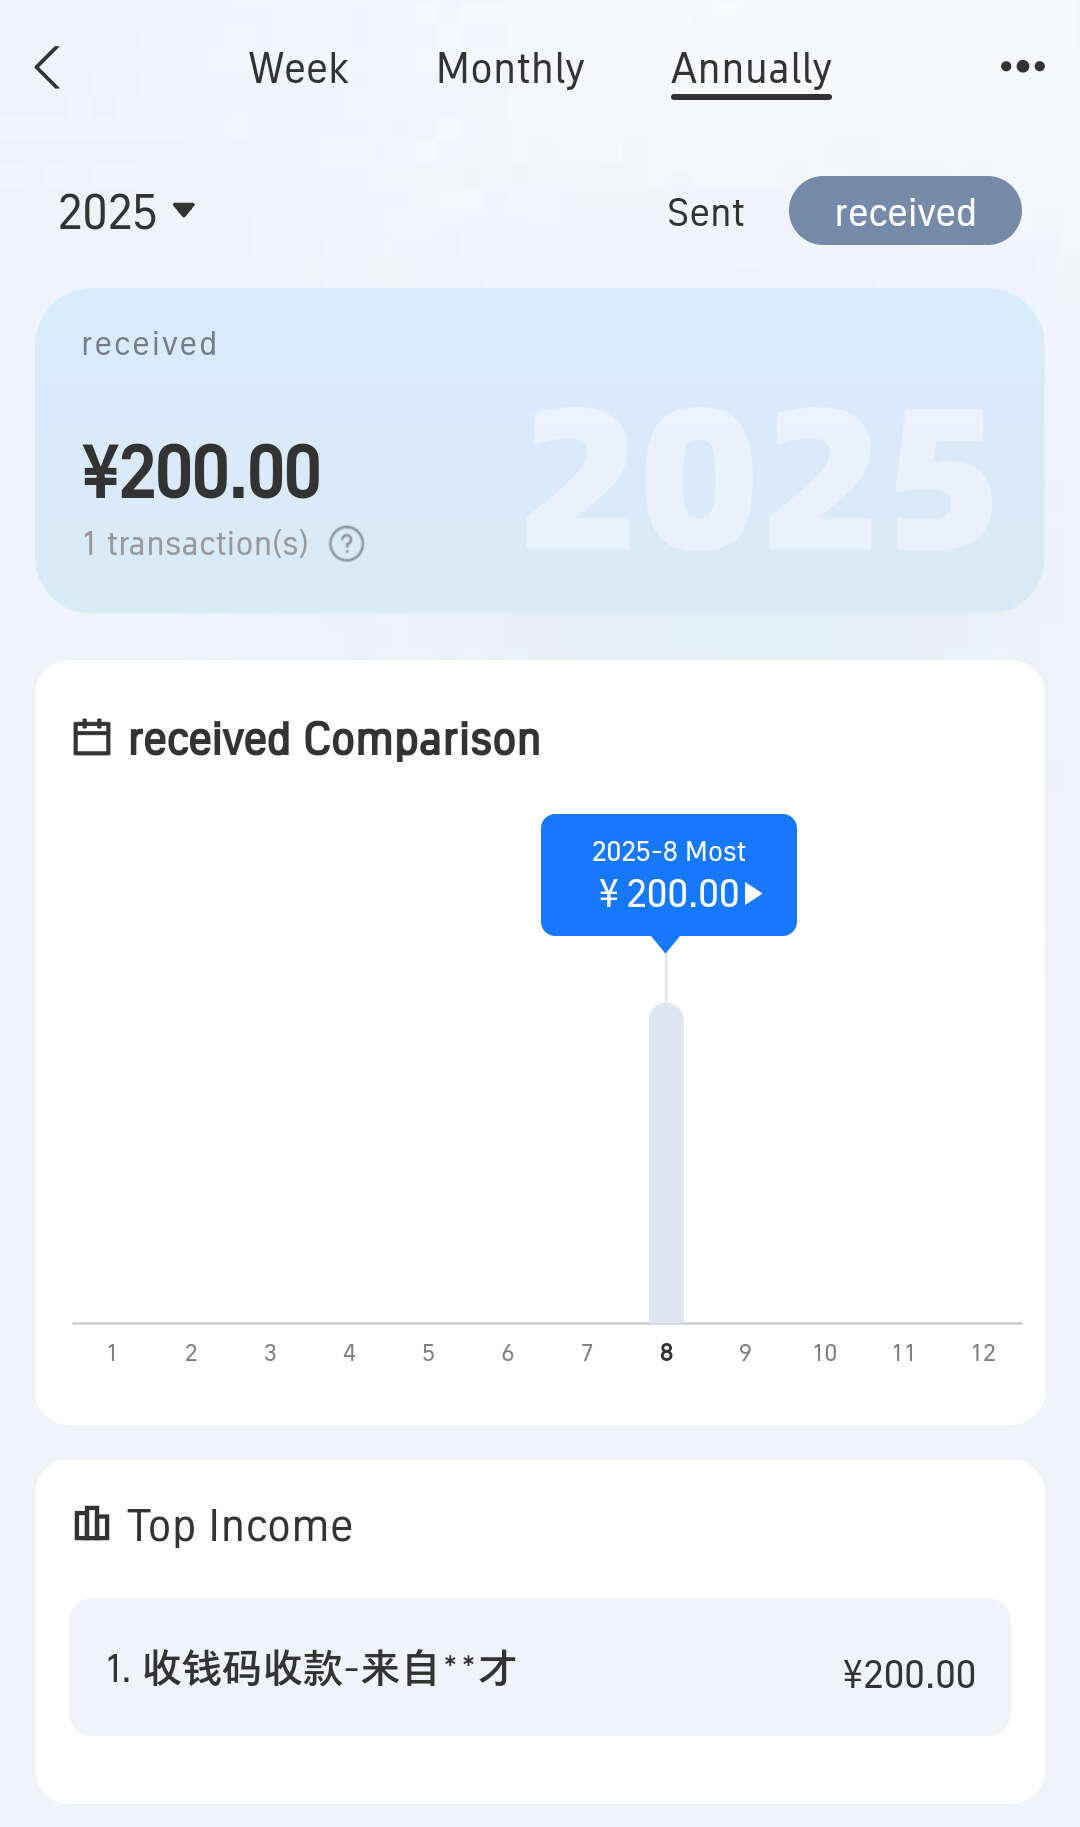 Week Monthly Annually
2025 Sent received
received
2025
¥200.00
1 transaction(s) ?
received Comparison
2025-8 Most
¥ 200.00
1 2 3 4 5 6 7 8 9 10 11 12
Top Income
1. 收钱码收款-来自**才 ¥200.00